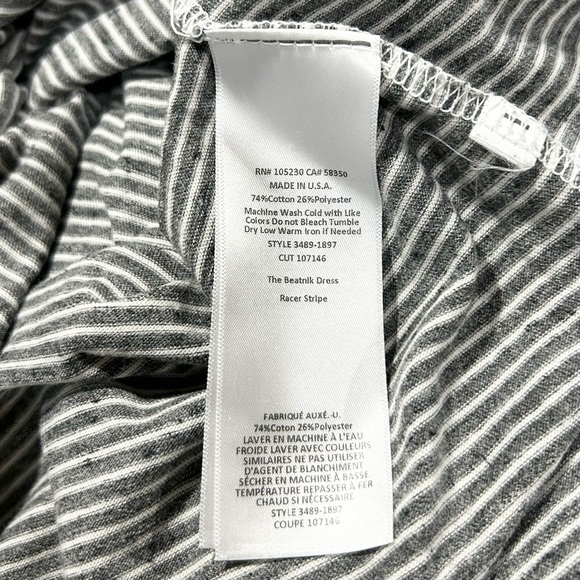 RN# 105230 CA# 58350
MADE IN U.S.A.
74%Cotton 26%Polyester
Machine Wash Cold with Like
Colors Do not Bleach Tumble
Dry Low Warm Iron if Needed
STYLE 3489-1897
CUT 107146
The Beatnik Dress
Racer Stripe
FABRIQUÉ AUXÉ.-U.
74%Coton 26%Polyester
LAVER EN MACHINE À L'EAU
FROIDE LAVER AVEC COULEURS
SIMILAIRES NE PAS UTILISER
D'AGENT DE BLANCHIMENT
SÉCHER EN MACHINE À BASSE
TEMPÉRATURE REPASSER À FER
CHAUD SI NÉCESSAIRE
STYLE 3489-1897
COUPE 107146